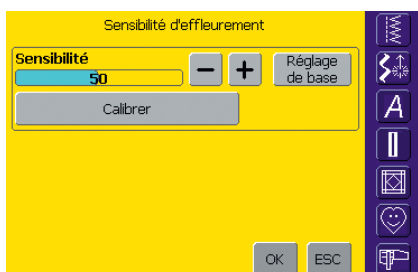 Sensibilité d'effleurement
Sensibilité
50
Réglage
de base
Calibrer
A
OK ESC